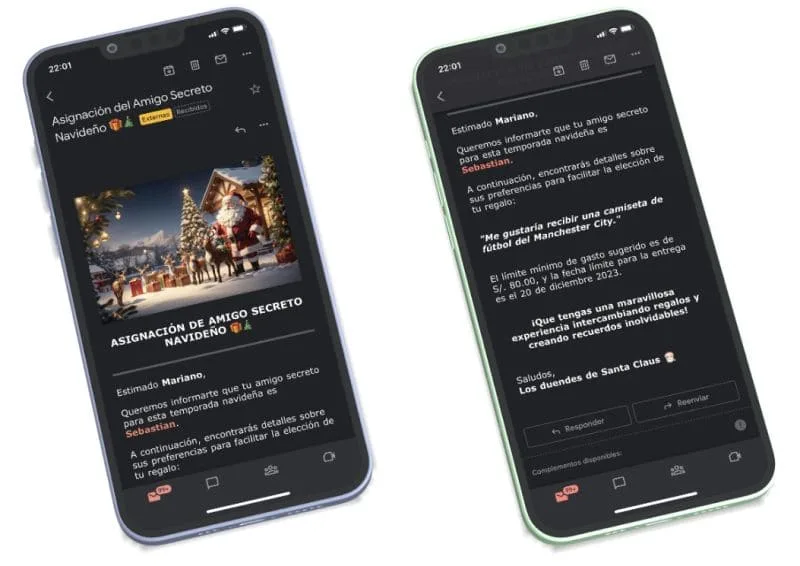 22:01
Asignación del Amigo Secreto
Navideño 🎁🎄 Externas Recibidos
ASIGNACIÓN DE AMIGO SECRETO
NAVIDEÑO 🎁🎄
Estimado Mariano,
Queremos informarte que tu amigo secreto
para esta temporada navideña es
Sebastian.
A continuación, encontrarás detalles sobre
sus preferencias para facilitar la elección de
tu regalo:
99+
22:01
Estimado Mariano,
Queremos informarte que tu amigo secreto
para esta temporada navideña es
Sebastian.
A continuación, encontrarás detalles sobre
sus preferencias para facilitar la elección de
tu regalo:
"Me gustaría recibir una camiseta de
fútbol del Manchester City."
El límite mínimo de gasto sugerido es de
S/. 80.00, y la fecha límite para la entrega
es el 20 de diciembre 2023.
¡Que tengas una maravillosa
experiencia intercambiando regalos y
creando recuerdos inolvidables!
Saludos,
Los duendes de Santa Claus 🎅🏻
Responder
Reenviar
Complementos disponibles:
99+